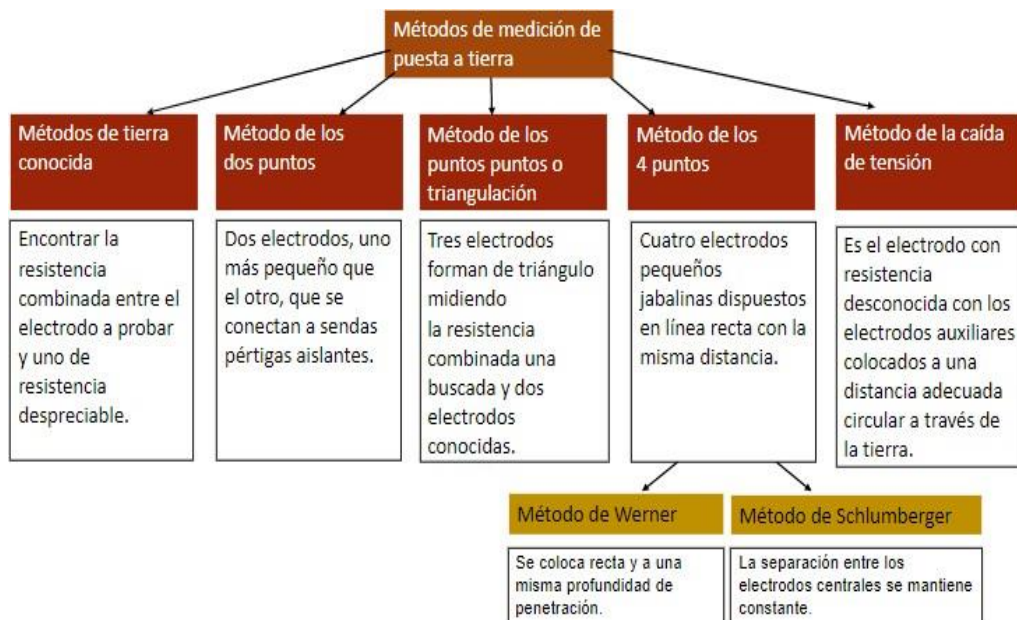 Métodos de medición de
puesta a tierra
Métodos de tierra
conocida
Encontrar la
resistencia
combinada entre el
electrodo a probar
y uno de
resistencia
despreciable.
Método de los
dos puntos
Dos electrodos, uno
más pequeño que
el otro, que se
conectan a sendas
pértigas aislantes.
Método de los
puntos puntos o
triangulación
Tres electrodos
forman de triángulo
midiendo
la resistencia
combinada una
buscada y dos
electrodos
conocidas.
Método de los
4 puntos
Cuatro electrodos
pequeños
jabalinas dispuestos
en línea recta con la
misma distancia.
Método de la caída
de tensión
Es el electrodo con
resistencia
desconocida con los
electrodos auxiliares
colocados a una
distancia adecuada
circular a través de
la tierra.
Método de Werner
Se coloca recta y a una
misma profundidad de
penetración.
Método de Schlumberger
La separación entre los
electrodos centrales se mantiene
constante.